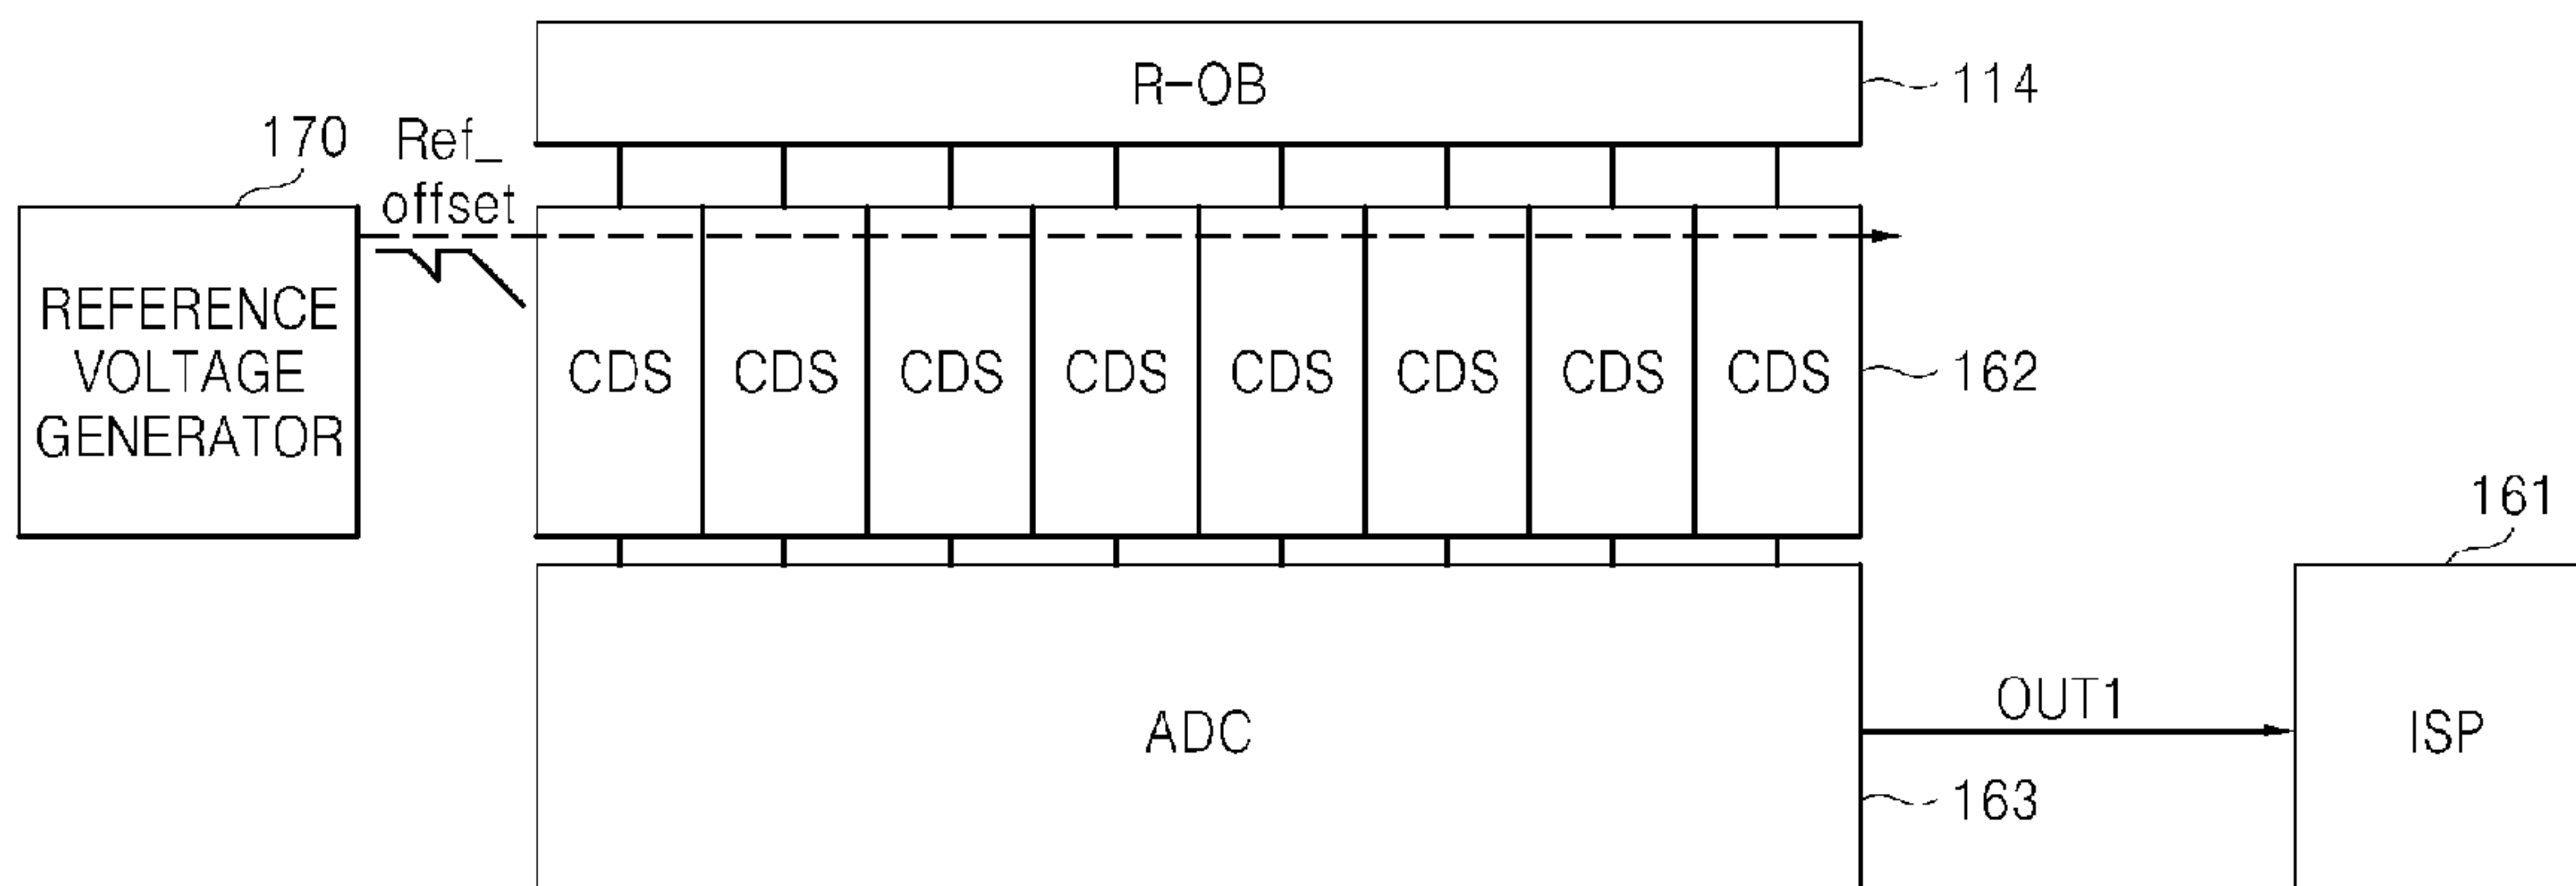 R-OB
114
170
Ref_
offset
REFERENCE
VOLTAGE
GENERATOR
CDS CDS CDS CDS CDS CDS CDS CDS
162
161
OUT1
ADC
ISP
163